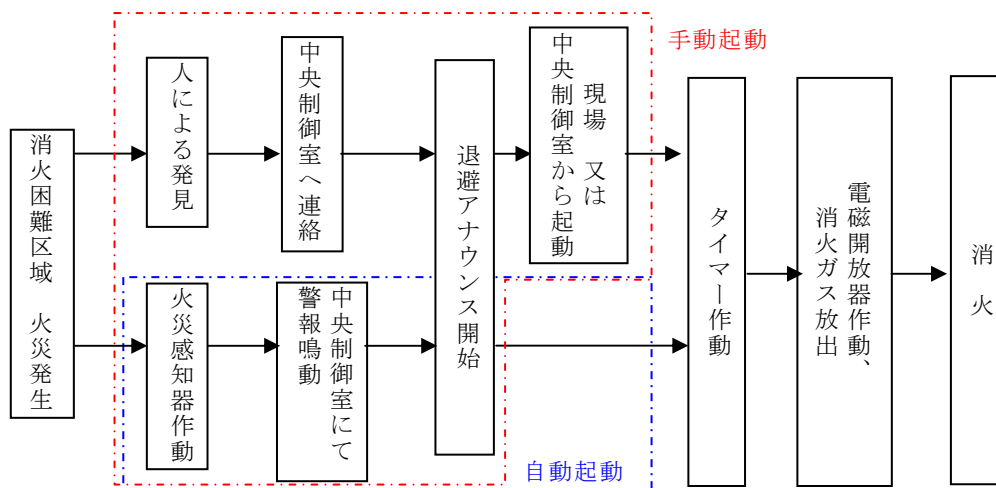 手動起動
消火困難区域　火災発生
人による発見
中央制御室へ連絡
火災感知器作動
中央制御室にて
警報鳴動
退避アナウンス開始
現場　又は
中央制御室から起動
自動起動
タイマー作動
電磁開放器作動、
消火ガス放出
消　火